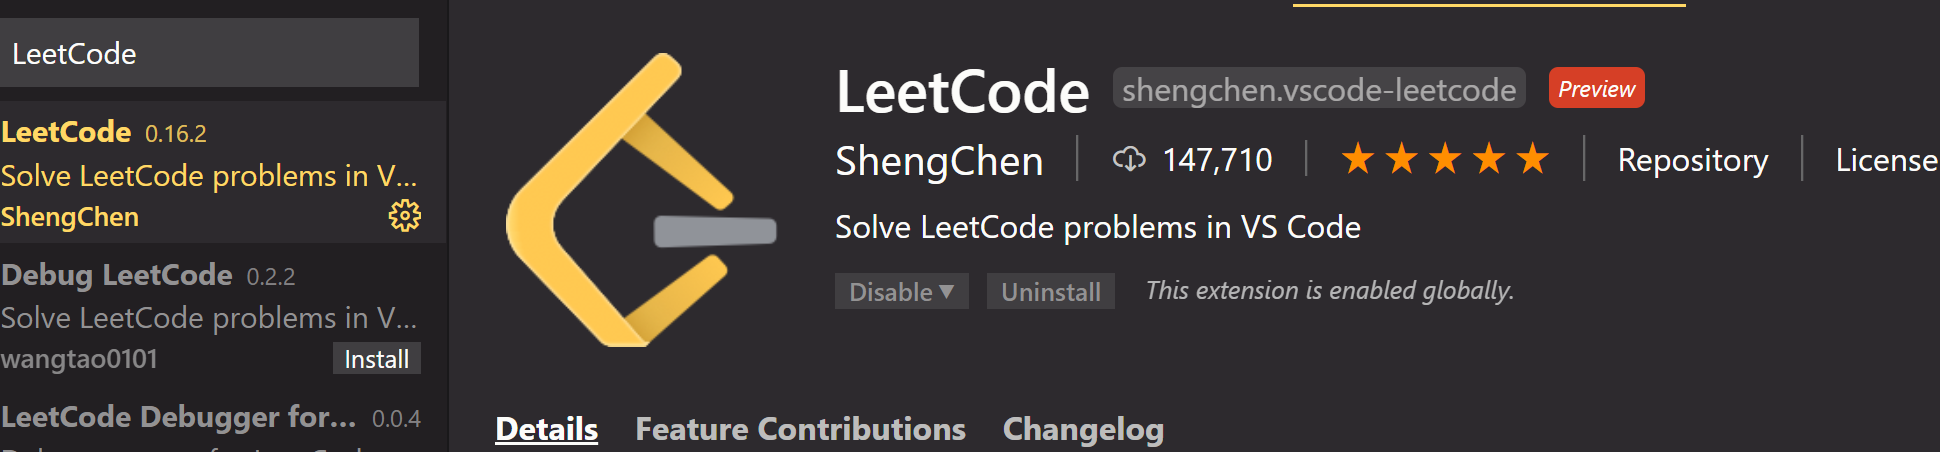 LeetCode
LeetCode 0.16.2
Solve LeetCode problems in V...
ShengChen
Debug LeetCode 0.2.2
Solve LeetCode problems in V...
wangtao0101 Install
LeetCode Debugger for... 0.0.4
LeetCode shengchen.vscode-leetcode Preview
ShengChen 147,710 Repository License
Solve LeetCode problems in VS Code
Disable Uninstall This extension is enabled globally.
Details Feature Contributions Changelog